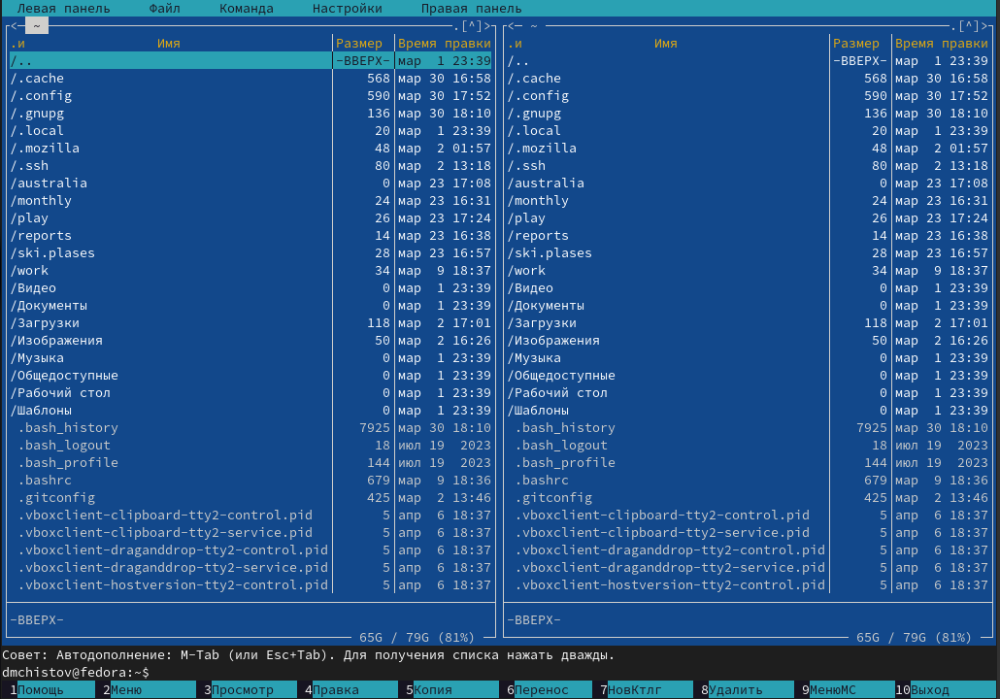 Левая панель Файл Команда Настройки Правая панель
<─ ~ .[^]>
.и Имя Размер Время правки
/.. -ВВЕРХ- мар 1 23:39
/.cache 568 мар 30 16:58
/.config 590 мар 30 17:52
/.gnupg 136 мар 30 18:10
/.local 20 мар 1 23:39
/.mozilla 48 мар 2 01:57
/.ssh 80 мар 2 13:18
/australia 0 мар 23 17:08
/monthly 24 мар 23 16:31
/play 26 мар 23 17:24
/reports 14 мар 23 16:38
/ski.plases 28 мар 23 16:57
/work 34 мар 9 18:37
/Видео 0 мар 1 23:39
/Документы 0 мар 1 23:39
/Загрузки 118 мар 2 17:01
/Изображения 50 мар 2 16:26
/Музыка 0 мар 1 23:39
/Общедоступные 0 мар 1 23:39
/Рабочий стол 0 мар 1 23:39
/Шаблоны 0 мар 1 23:39
.bash_history 7925 мар 30 18:10
.bash_logout 18 июл 19 2023
.bash_profile 144 июл 19 2023
.bashrc 679 мар 9 18:36
.gitconfig 425 мар 2 13:46
.vboxclient-clipboard-tty2-control.pid 5 апр 6 18:37
.vboxclient-clipboard-tty2-service.pid 5 апр 6 18:37
.vboxclient-draganddrop-tty2-control.pid 5 апр 6 18:37
.vboxclient-draganddrop-tty2-service.pid 5 апр 6 18:37
.vboxclient-hostversion-tty2-control.pid 5 апр 6 18:37
-ВВЕРХ-
65G / 79G (81%)
<─ ~ .[^]>
.и Имя Размер Время правки
/.. -ВВЕРХ- мар 1 23:39
/.cache 568 мар 30 16:58
/.config 590 мар 30 17:52
/.gnupg 136 мар 30 18:10
/.local 20 мар 1 23:39
/.mozilla 48 мар 2 01:57
/.ssh 80 мар 2 13:18
/australia 0 мар 23 17:08
/monthly 24 мар 23 16:31
/play 26 мар 23 17:24
/reports 14 мар 23 16:38
/ski.plases 28 мар 23 16:57
/work 34 мар 9 18:37
/Видео 0 мар 1 23:39
/Документы 0 мар 1 23:39
/Загрузки 118 мар 2 17:01
/Изображения 50 мар 2 16:26
/Музыка 0 мар 1 23:39
/Общедоступные 0 мар 1 23:39
/Рабочий стол 0 мар 1 23:39
/Шаблоны 0 мар 1 23:39
.bash_history 7925 мар 30 18:10
.bash_logout 18 июл 19 2023
.bash_profile 144 июл 19 2023
.bashrc 679 мар 9 18:36
.gitconfig 425 мар 2 13:46
.vboxclient-clipboard-tty2-control.pid 5 апр 6 18:37
.vboxclient-clipboard-tty2-service.pid 5 апр 6 18:37
.vboxclient-draganddrop-tty2-control.pid 5 апр 6 18:37
.vboxclient-draganddrop-tty2-service.pid 5 апр 6 18:37
.vboxclient-hostversion-tty2-control.pid 5 апр 6 18:37
-ВВЕРХ-
65G / 79G (81%)
Совет: Автодополнение: M-Tab (или Esc+Tab). Для получения списка нажать дважды.
dmchistov@fedora:~$
1Помощь 2Меню 3Просмотр 4Правка 5Копия 6Перенос 7НовКтлг 8Удалить 9МенюМС 10Выход